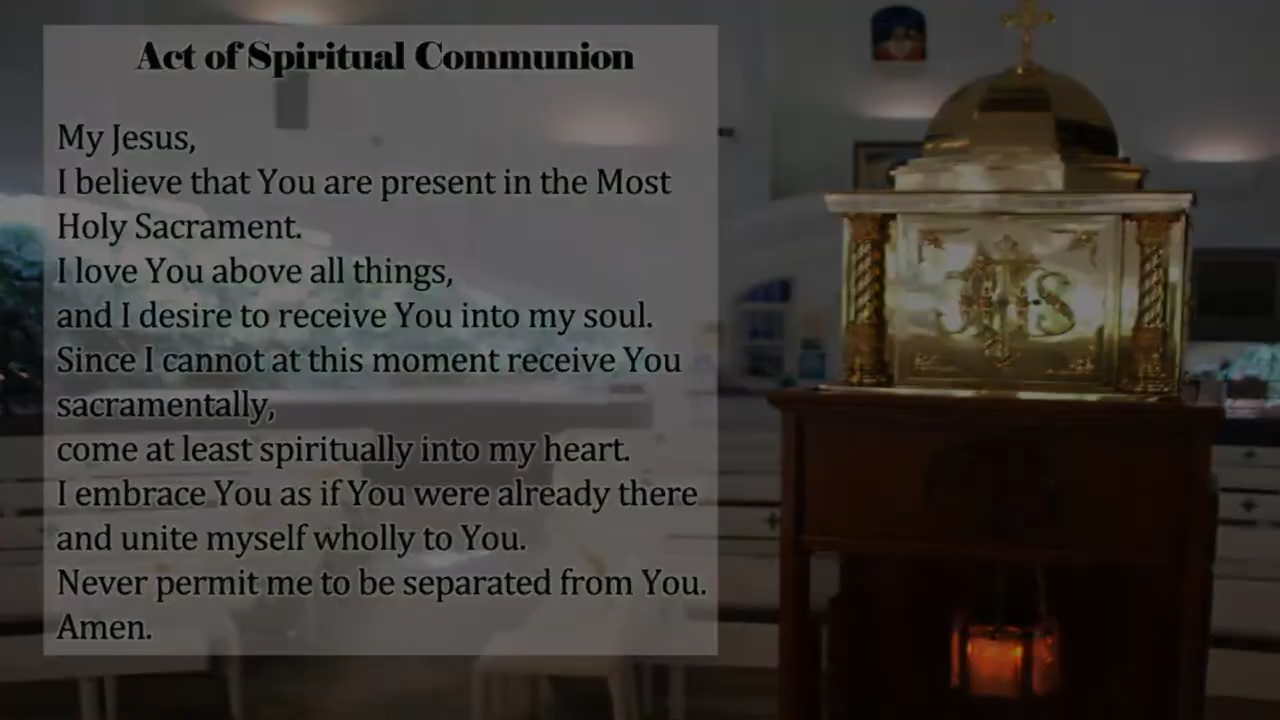 Act of Spiritual Communion
My Jesus,
I believe that You are present in the Most
Holy Sacrament.
I love You above all things,
and I desire to receive You into my soul.
Since I cannot at this moment receive You
sacramentally,
come at least spiritually into my heart.
I embrace You as if You were already there
and unite myself wholly to You.
Never permit me to be separated from You.
Amen.
IHS